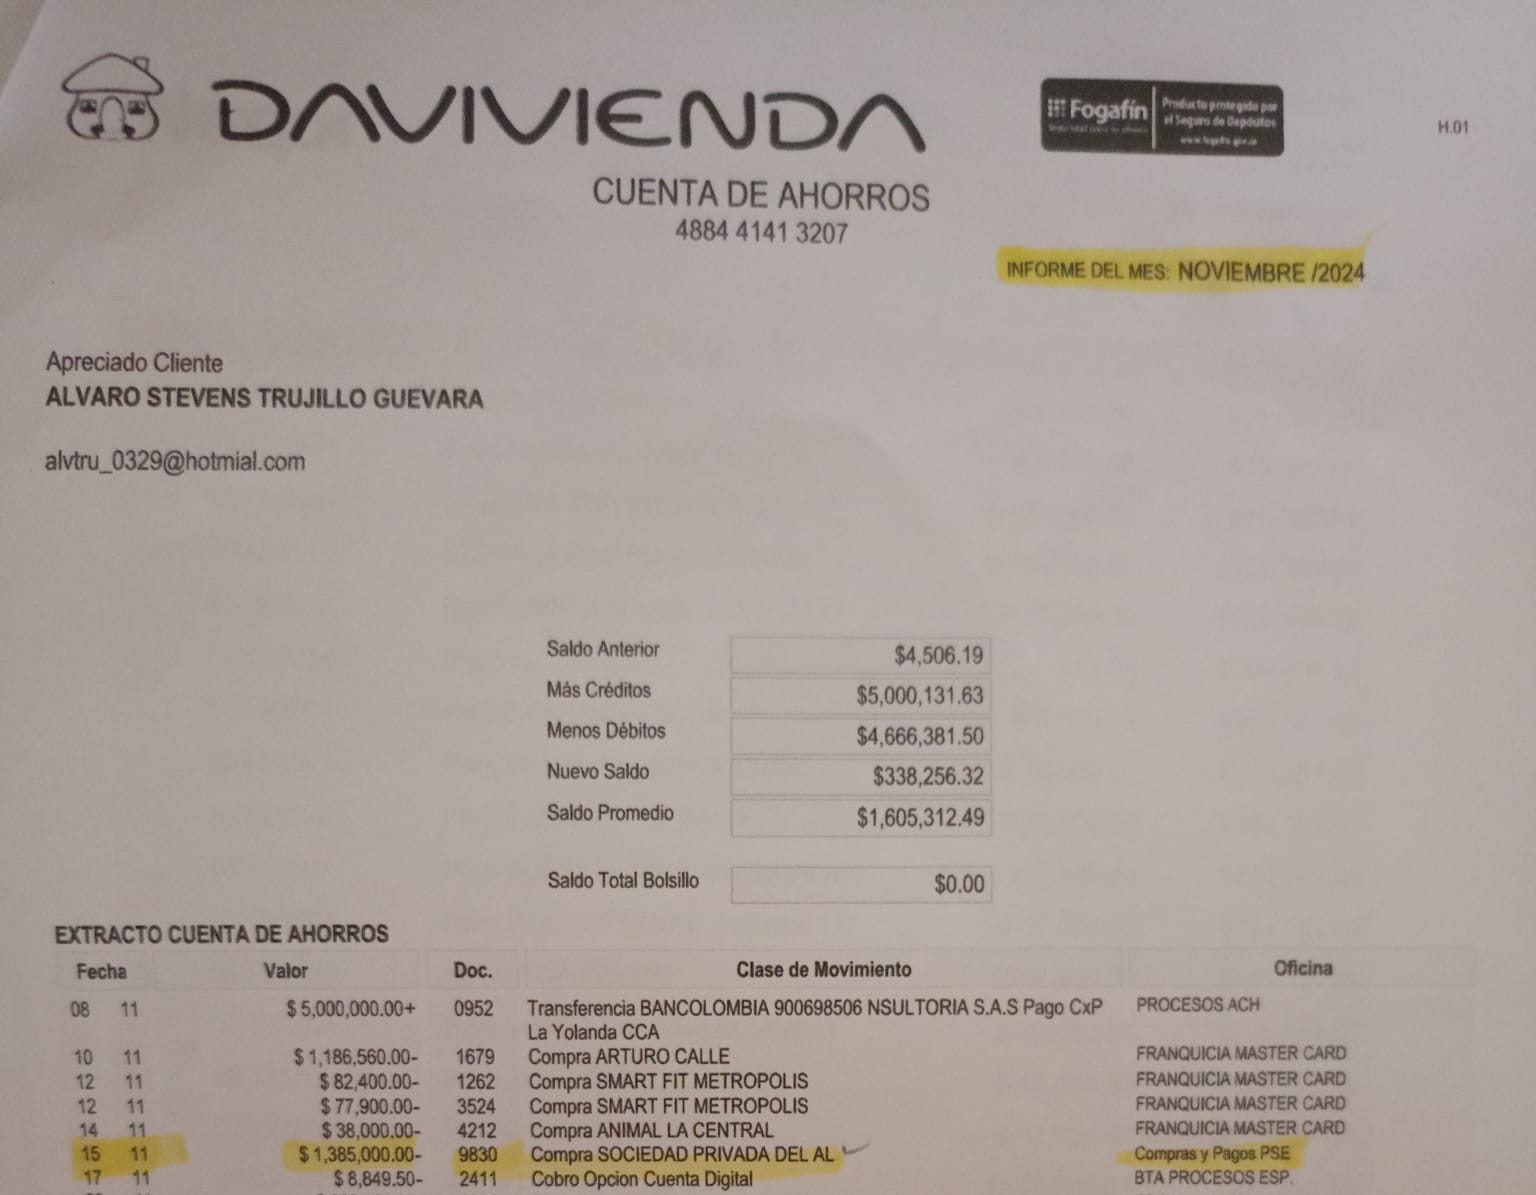 DAVIVIENDA
Fogafín
Producto protegido por
el Seguro de Depósitos
H.01
CUENTA DE AHORROS
4884 4141 3207
INFORME DEL MES: NOVIEMBRE /2024
Apreciado Cliente
ALVARO STEVENS TRUJILLO GUEVARA
alvtru_0329@hotmial.com
Saldo Anterior $4,506.19
Más Créditos $5,000,131.63
Menos Débitos $4,666,381.50
Nuevo Saldo $338,256.32
Saldo Promedio $1,605,312.49
Saldo Total Bolsillo $0.00
EXTRACTO CUENTA DE AHORROS
Fecha Valor Doc. Clase de Movimiento Oficina
08 11 $ 5,000,000.00+ 0952 Transferencia BANCOLOMBIA 900698506 NSULTORIA S.A.S Pago CxP PROCESOS ACH
La Yolanda CCA
10 11 $ 1,186,560.00- 1679 Compra ARTURO CALLE FRANQUICIA MASTER CARD
12 11 $ 82,400.00- 1262 Compra SMART FIT METROPOLIS FRANQUICIA MASTER CARD
12 11 $ 77,900.00- 3524 Compra SMART FIT METROPOLIS FRANQUICIA MASTER CARD
14 11 $ 38,000.00- 4212 Compra ANIMAL LA CENTRAL FRANQUICIA MASTER CARD
15 11 $ 1,385,000.00- 9830 Compra SOCIEDAD PRIVADA DEL AL Compras y Pagos PSE
17 11 $ 8,849.50- 2411 Cobro Opcion Cuenta Digital BTA PROCESOS ESP.